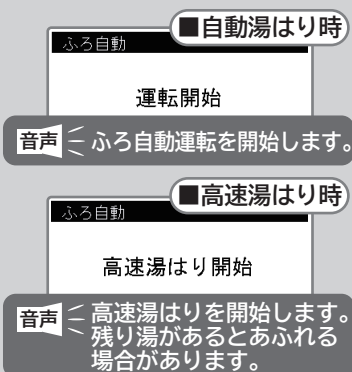 ■自動湯はり時
ふろ自動
運転開始
音声 ふろ自動運転を開始します。
■高速湯はり時
ふろ自動
高速湯はり開始
音声 高速湯はりを開始します。
残り湯があるとあふれる
場合があります。